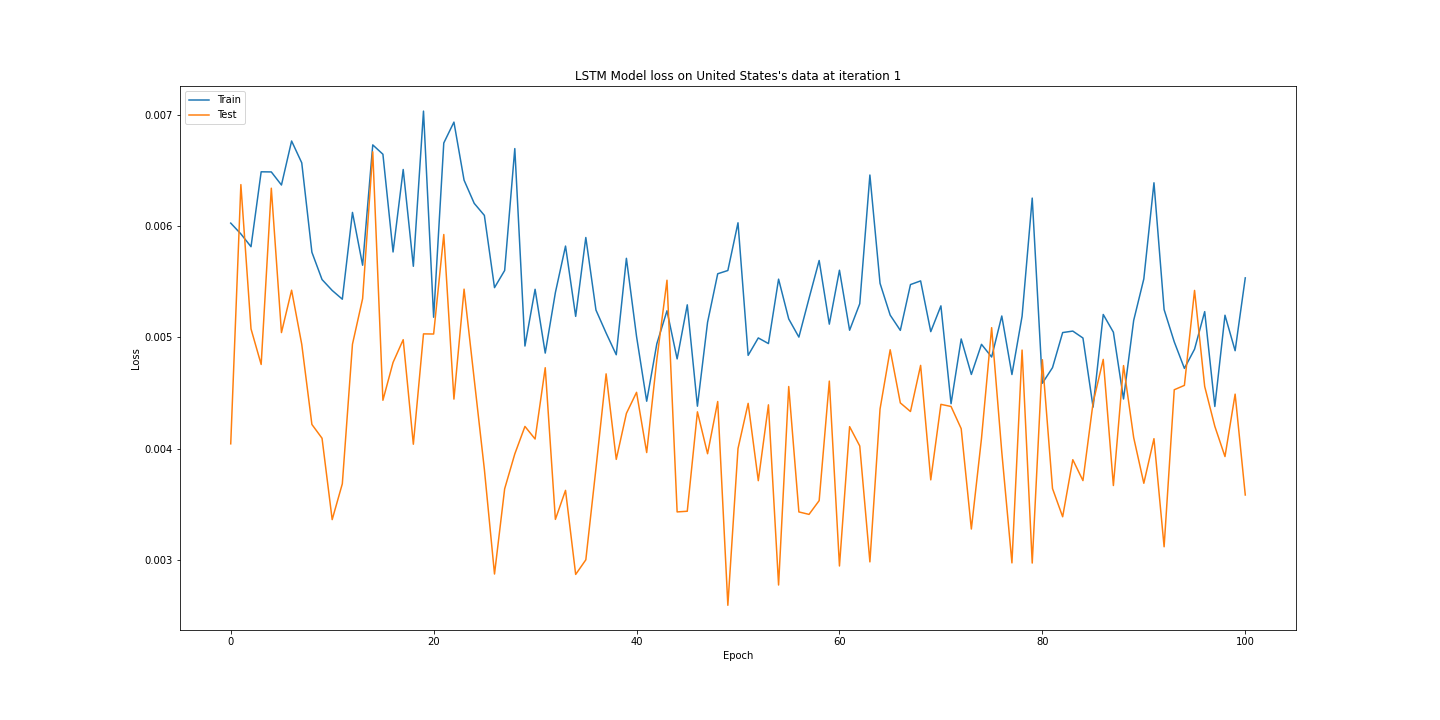 LSTM Model loss on United States's data at iteration 1
Train
Test
0.007
0.006
0.005
0.004
0.003
Loss
0 20 40 60 80 100
Epoch